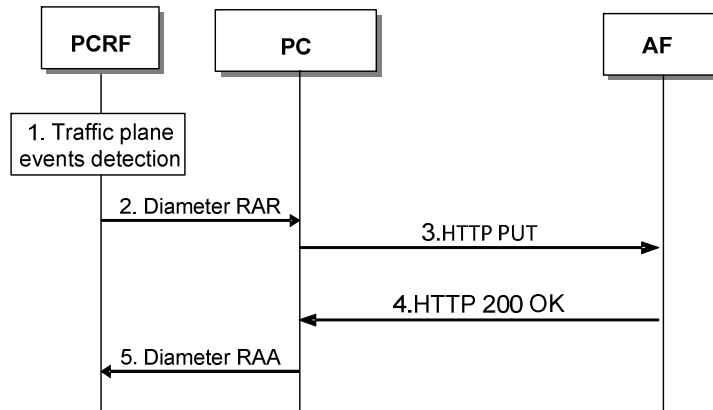 PCRF
PC
AF
1. Traffic plane
events detection
2. Diameter RAR
3.HTTP PUT
4.HTTP 200 OK
5. Diameter RAA